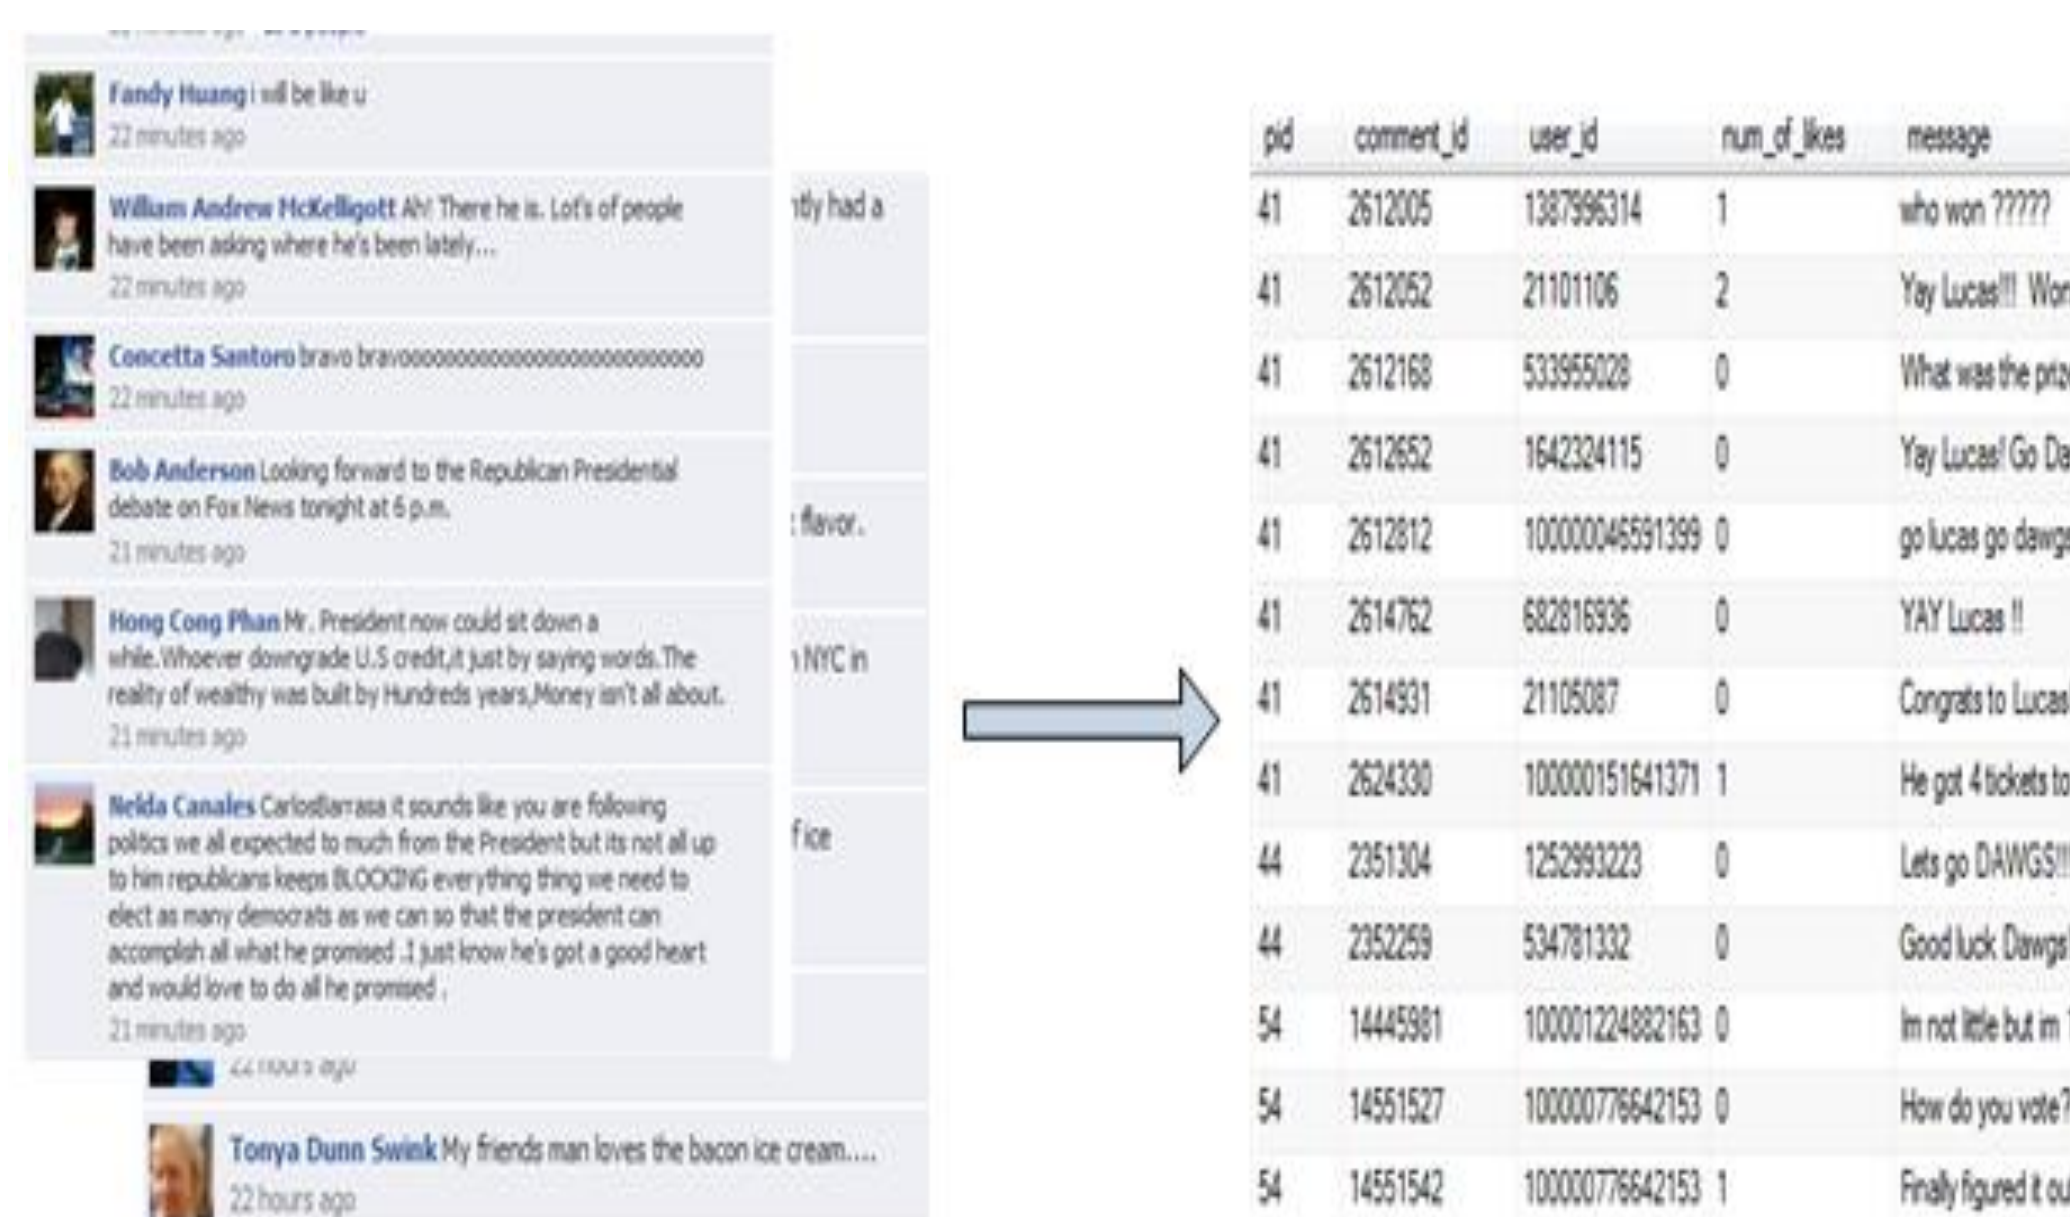 Fandy Huang i will be like u
22 minutes ago
William Andrew McKelligott Ah! There he is. Lot's of people
have been asking where he's been lately...
22 minutes ago
Concetta Santoro bravo bravoooooooooooooooooooooooooooo
22 minutes ago
Bob Anderson Looking forward to the Republican Presidential
debate on Fox News tonight at 6 p.m.
21 minutes ago
Hong Cong Phan Mr. President now could sit down a
while.Whoever downgrade U.S credit,it just by saying words.The
reality of wealthy was built by Hundreds years,Money isn't all about.
21 minutes ago
Nelda Canales CarlosBarrasa it sounds like you are following
politics we all expected to much from the President but its not all up
to him republicans keeps BLOCKING everything thing we need to
elect as many democrats as we can so that the president can
accomplish all what he promised .I just know he's got a good heart
and would love to do all he promised .
21 minutes ago
had a
flavor.
NYC in
ice
22 hours ago
Tonya Dunn Swink My friends man loves the bacon ice cream....
22 hours ago
pid comment_id user_id num_of_likes message
41 2612005 1387996314 1 who won ?????
41 2612052 21101106 2 Yay Lucas!!! Wor
41 2612168 533955028 0 What was the priz
41 2612652 1642324115 0 Yay Lucas! Go Da
41 2612812 100000046591399 0 go lucas go dawgs
41 2614762 682816936 0 YAY Lucas !!
41 2614931 21105087 0 Congrats to Lucas
41 2624330 100000151641371 1 He got 4 tickets to
44 2351304 1252993223 0 Lets go DAWGS!!!
44 2352259 534781332 0 Good luck Dawgs!
54 14445981 100001224882163 0 Im not little but im
54 14551527 100000776642153 0 How do you vote?
54 14551542 100000776642153 1 Finally figured it out